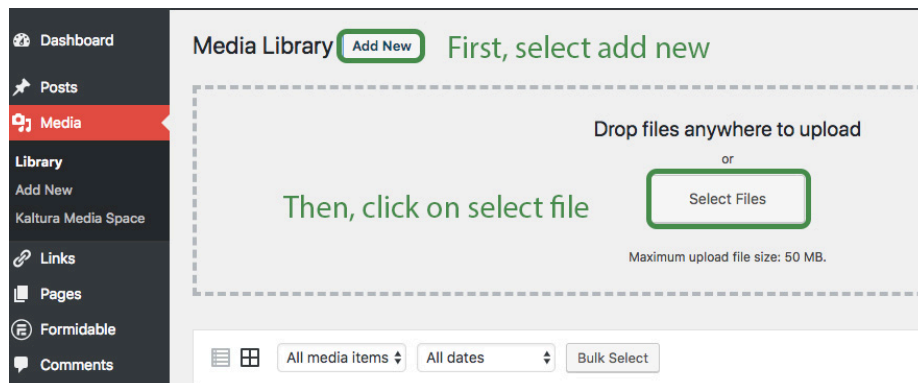 Dashboard
Posts
Media
Library
Add New
Kaltura Media Space
Links
Pages
Formidable
Comments
Media Library Add New First, select add new
Drop files anywhere to upload
or
Then, click on select file Select Files
Maximum upload file size: 50 MB.
All media items All dates Bulk Select